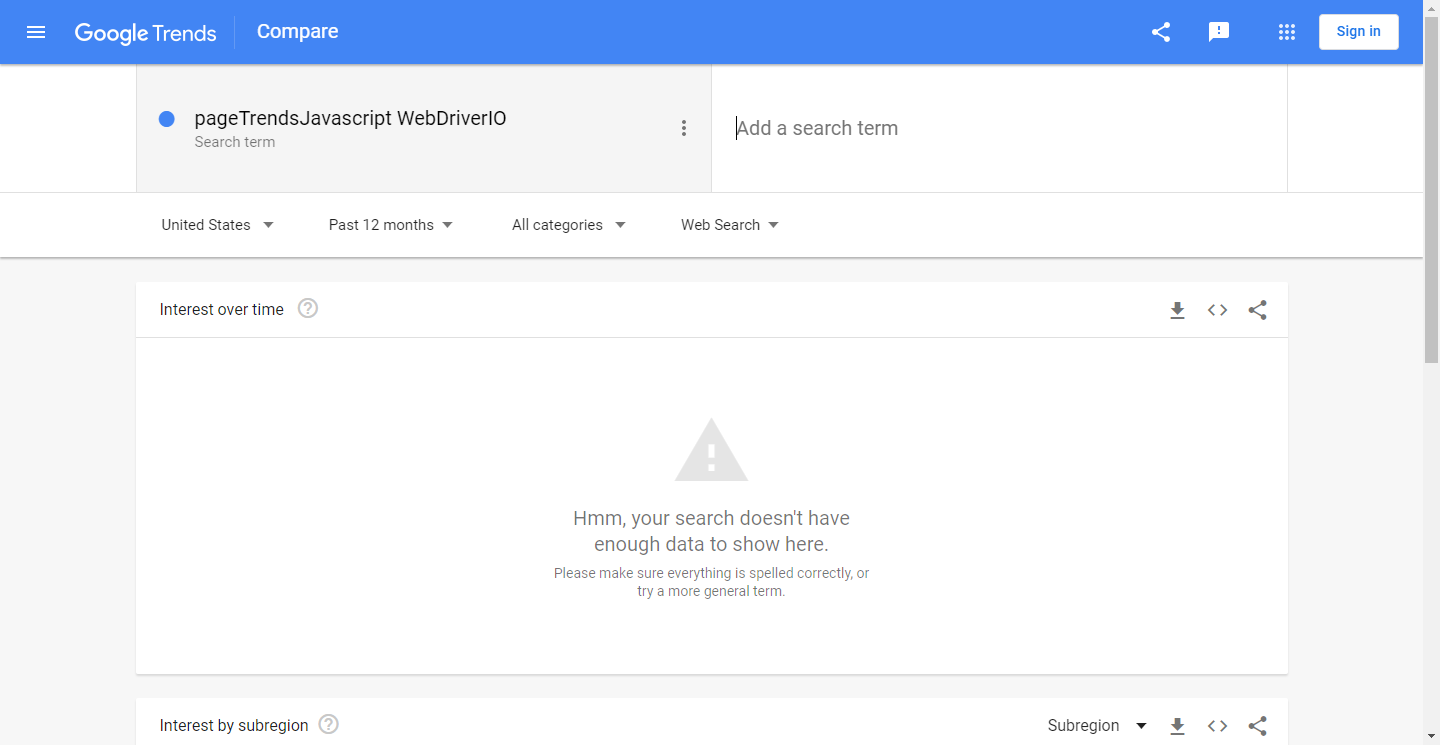 Google Trends Compare Sign in
pageTrendsJavascript WebDriverIO
Search term
Add a search term
United States Past 12 months All categories Web Search
Interest over time
Hmm, your search doesn't have
enough data to show here.
Please make sure everything is spelled correctly, or
try a more general term.
Interest by subregion Subregion